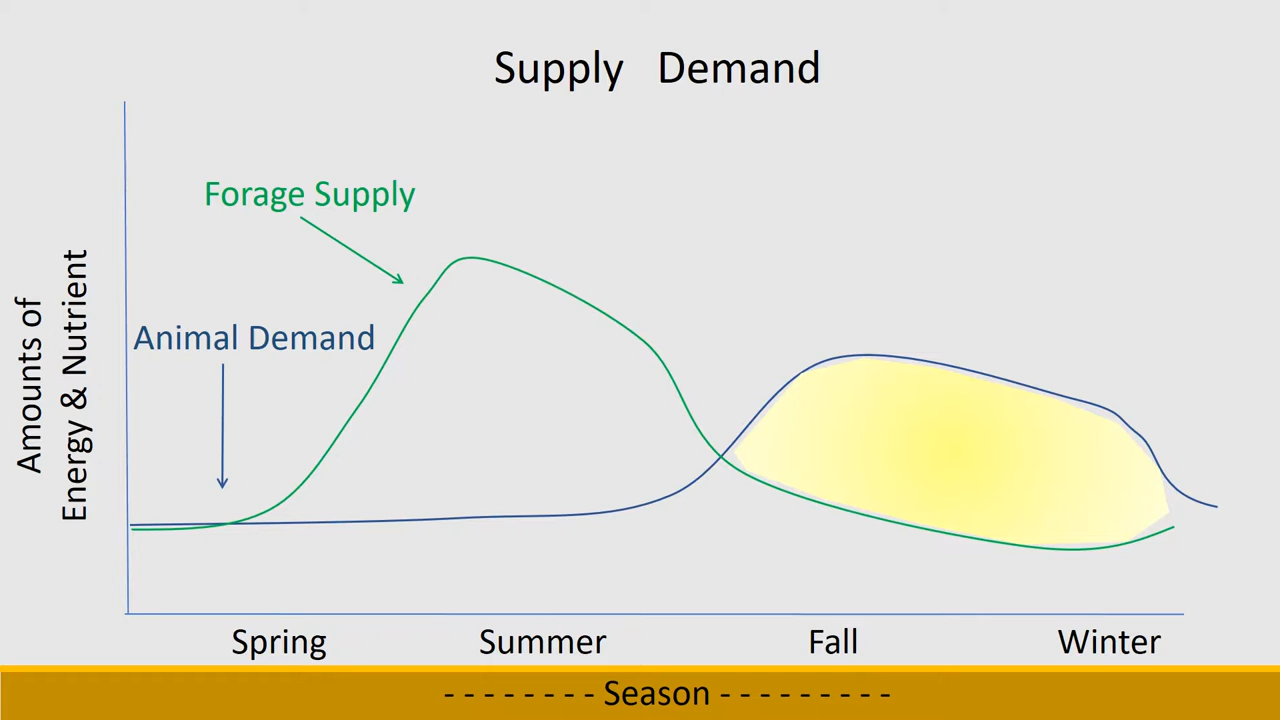 Supply Demand
Forage Supply
Animal Demand
Amounts of
Energy & Nutrient
Spring Summer Fall Winter
- - - - - - - - Season - - - - - - - - -